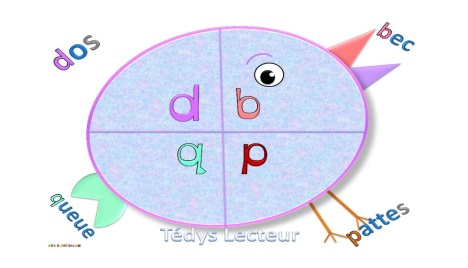 dos
bec
d b
q p
queue
pattes
Tédys Lecteur